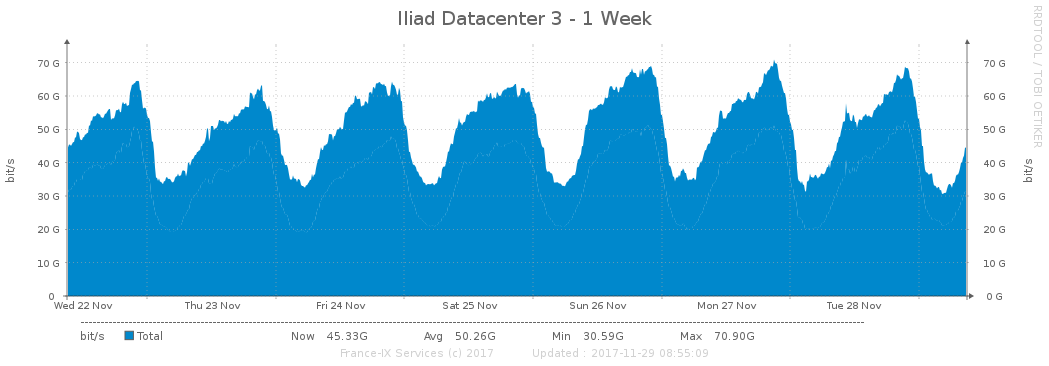 Iliad Datacenter 3 - 1 Week
RRDTOOL / TOBI OETIKER
bit/s
bit/s
70 G 70 G
60 G 60 G
50 G 50 G
40 G 40 G
30 G 30 G
20 G 20 G
10 G 10 G
0 0 G
Wed 22 Nov Thu 23 Nov Fri 24 Nov Sat 25 Nov Sun 26 Nov Mon 27 Nov Tue 28 Nov
bit/s Total Now 45.33G Avg 50.26G Min 30.59G Max 70.90G
France-IX Services (c) 2017 Updated : 2017-11-29 08:55:09